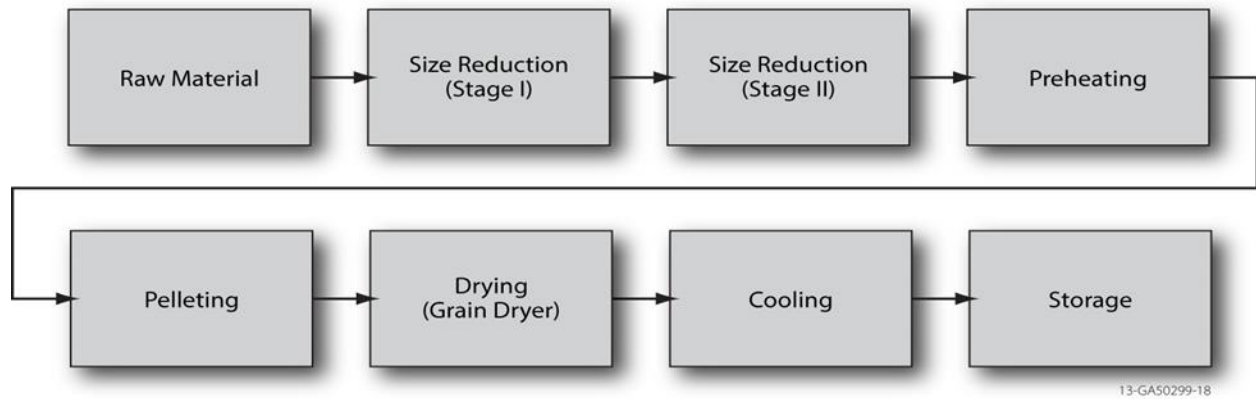 Raw Material
Size Reduction
(Stage I)
Size Reduction
(Stage II)
Preheating
Pelleting
Drying
(Grain Dryer)
Cooling
Storage
13-GA50299-18